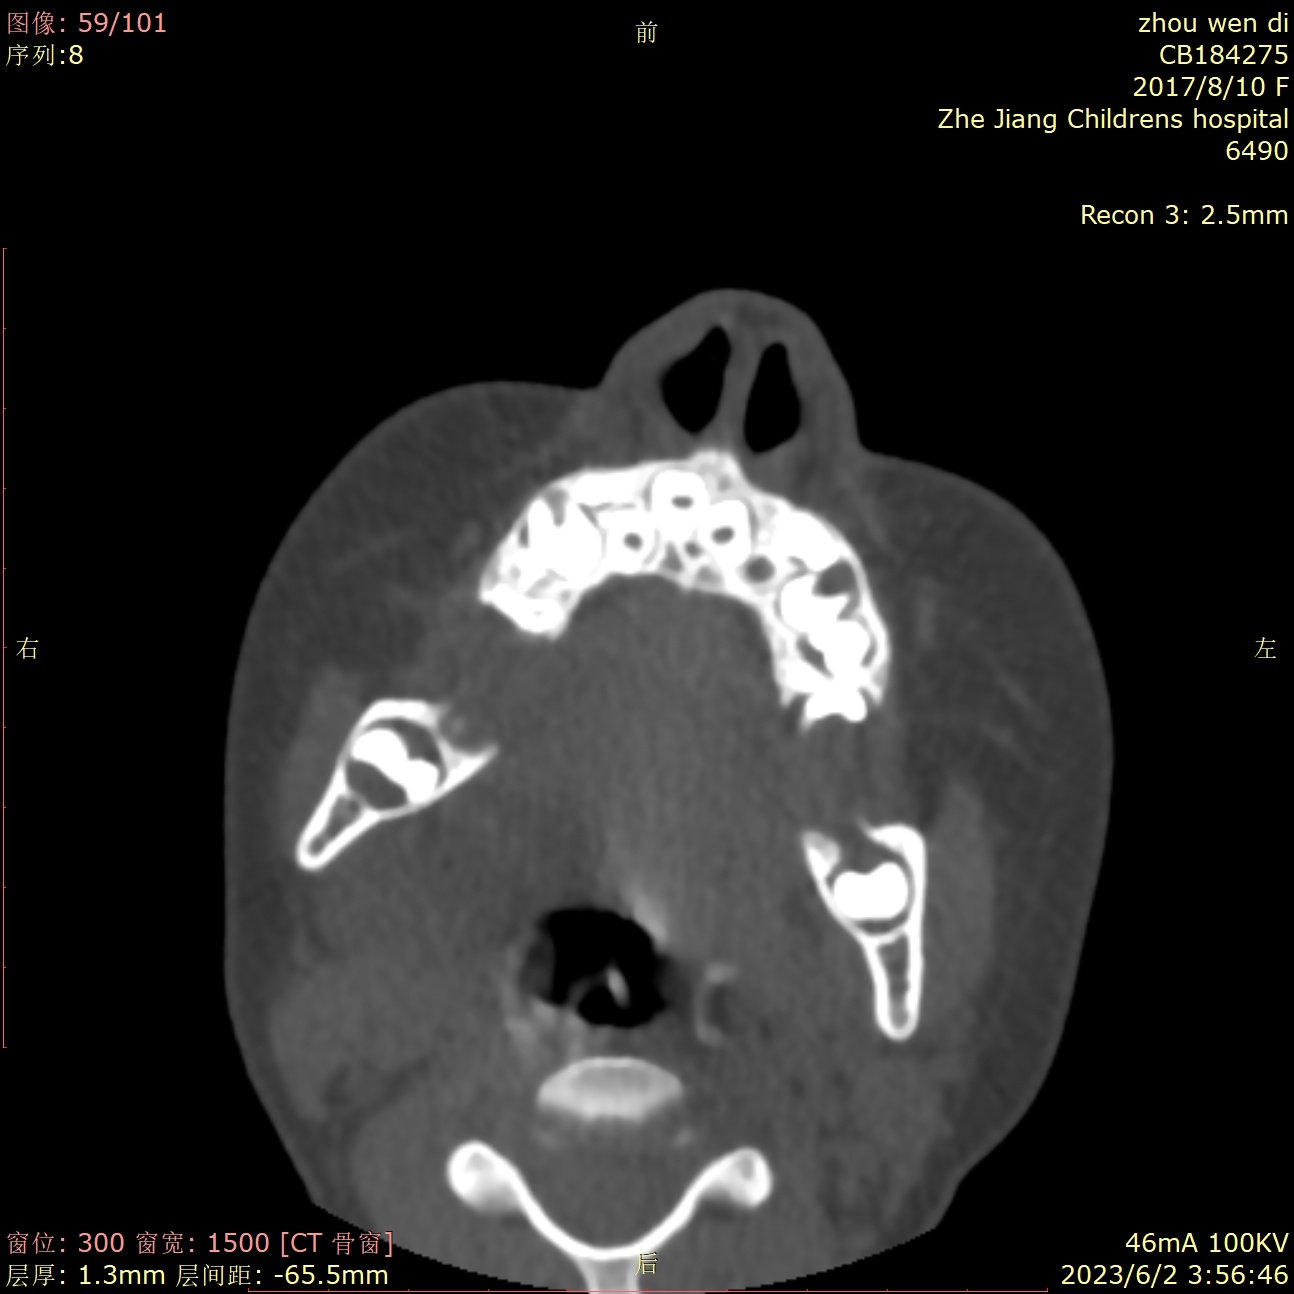 图像: 59/101
序列:8
前
zhou wen di
CB184275
2017/8/10 F
Zhe Jiang Childrens hospital
6490
Recon 3: 2.5mm
右
左
窗位: 300 窗宽: 1500 [CT 骨窗]
层厚: 1.3mm 层间距: -65.5mm
后
46mA 100KV
2023/6/2 3:56:46